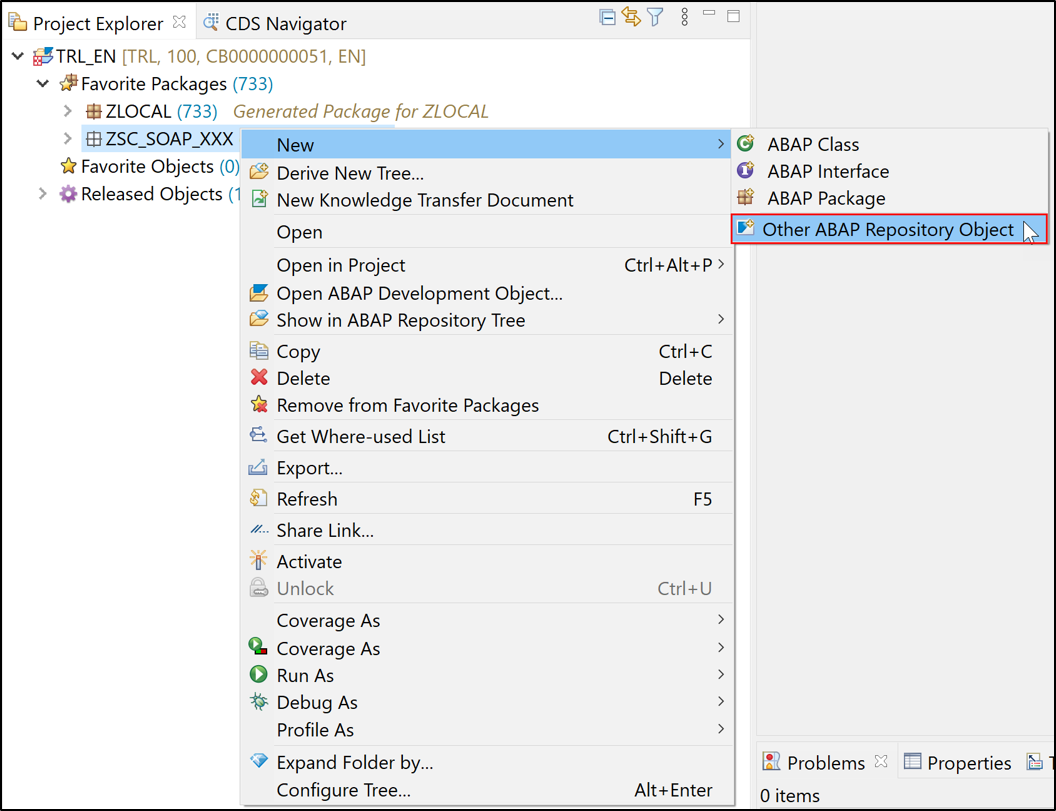 Project Explorer
CDS Navigator
TRL_EN [TRL, 100, CB0000000051, EN]
Favorite Packages (733)
ZLOCAL (733) Generated Package for ZLOCAL
ZSC_SOAP_XXX
Favorite Objects (0)
Released Objects (1
New
Derive New Tree...
New Knowledge Transfer Document
Open
Open in Project Ctrl+Alt+P
Open ABAP Development Object...
Show in ABAP Repository Tree
Copy Ctrl+C
Delete Delete
Remove from Favorite Packages
Get Where-used List Ctrl+Shift+G
Export...
Refresh F5
Share Link...
Activate
Unlock Ctrl+U
Coverage As
Coverage As
Run As
Debug As
Profile As
Expand Folder by...
Configure Tree... Alt+Enter
ABAP Class
ABAP Interface
ABAP Package
Other ABAP Repository Object
Problems
Properties
0 items